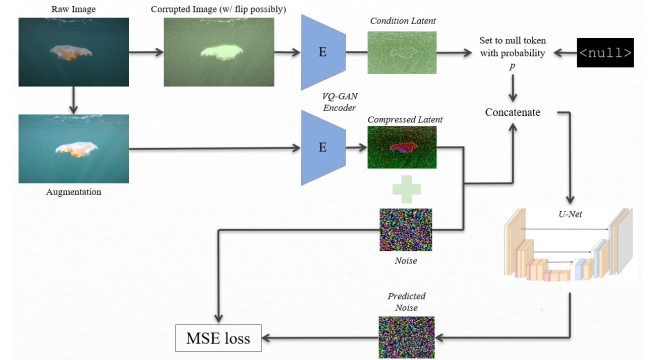 Raw Image
Corrupted Image (w/ flip possibly)
Condition Latent
E
Set to null token
with probability
p
<null>
VQ-GAN
Encoder
Compressed Latent
Concatenate
E
Augmentation
U-Net
Noise
Predicted
Noise
MSE loss